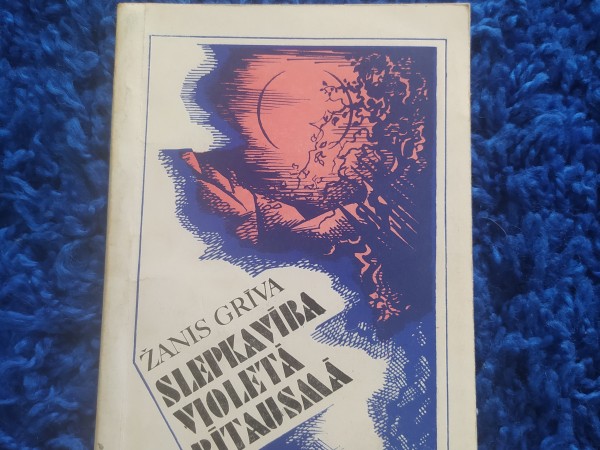 ŽANIS GRĪVA
SLEPKAVĪBA
VIOLETĀ
RĪTAUSMĀ